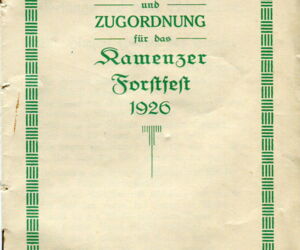 und
ZUGORDNUNG
für das
Kamenzer
Forstfest
1926